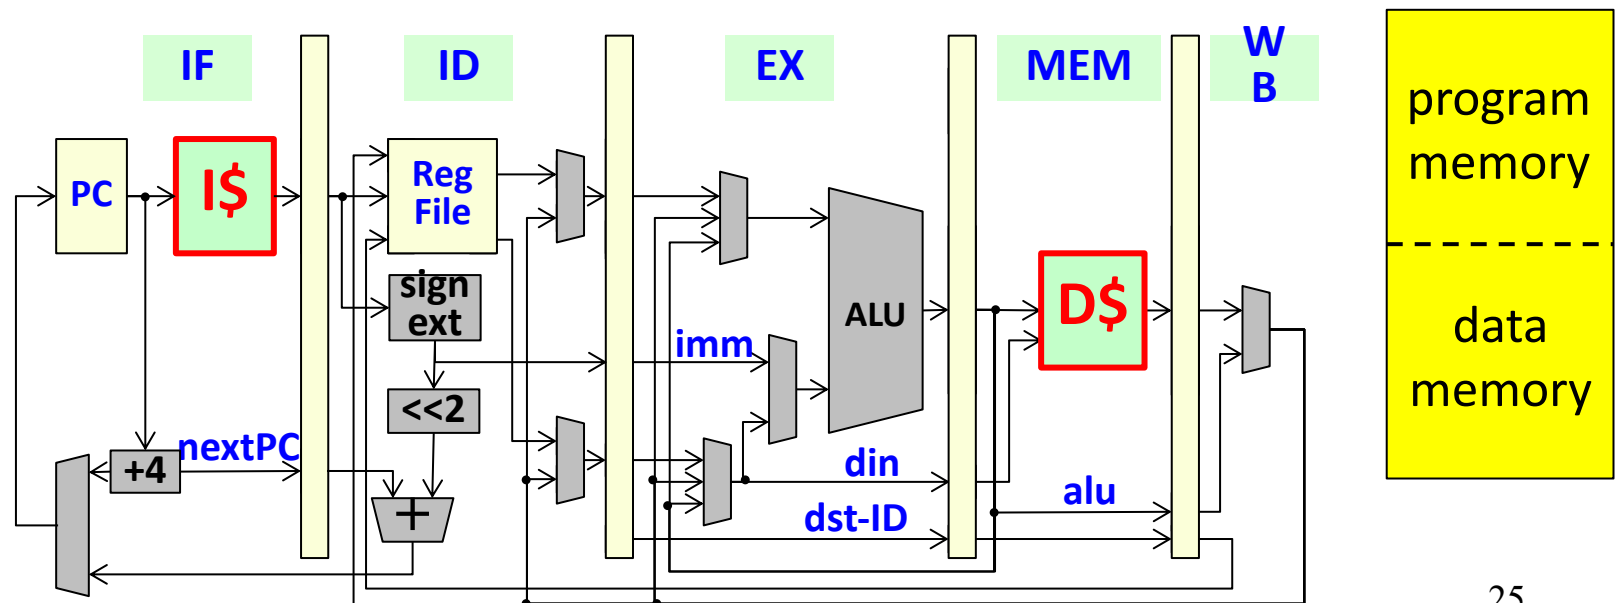 IF
ID
EX
MEM
W
B
PC
I$
Reg
File
sign
ext
<<2
+4
nextPC
+
imm
ALU
din
dst-ID
D$
alu
program
memory
data
memory
25